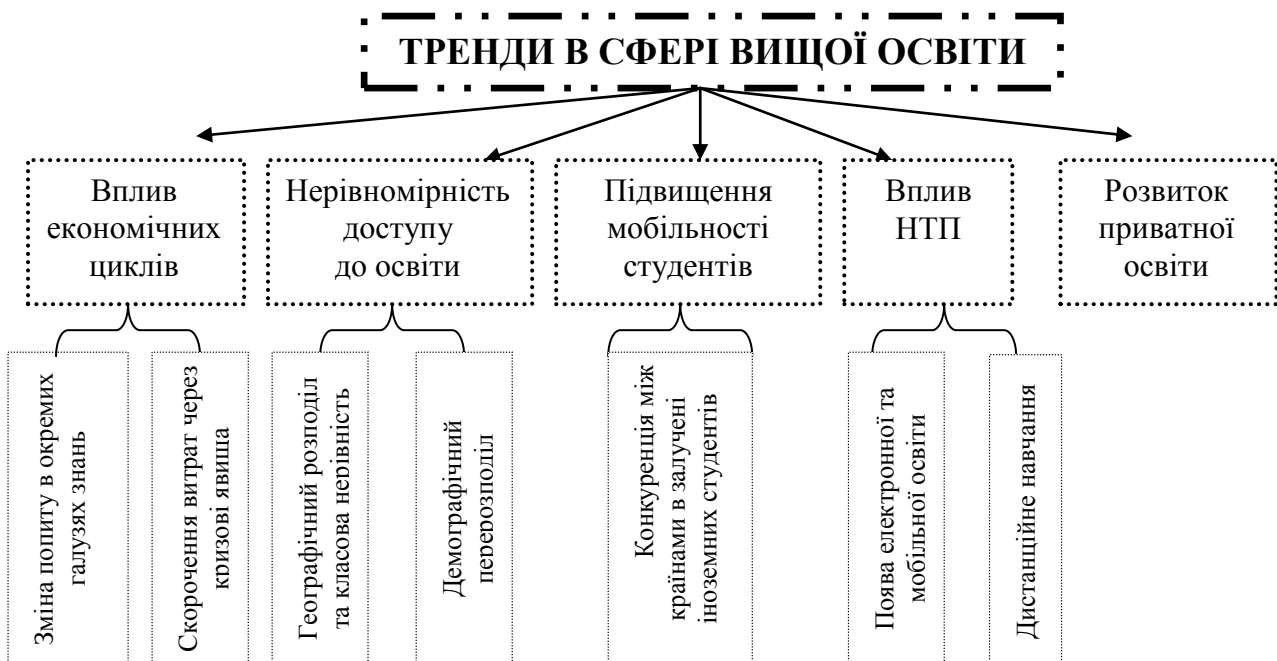 ТРЕНДИ В СФЕРІ ВИЩОЇ ОСВІТИ
Вплив
економічних
циклів
Нерівномірність
доступу
до освіти
Підвищення
мобільності
студентів
Вплив
НТП
Розвиток
приватної
освіти
Зміна попиту в окремих
галузях знань
Скорочення витрат через
кризові явиша
Географічний розподіл
та класова нерівність
Демографічний
перерозподіл
Конкуренція між
країнами в залучені
іноземних студентів
Поява електронної та
мобільної освіти
Дистанційне навчання